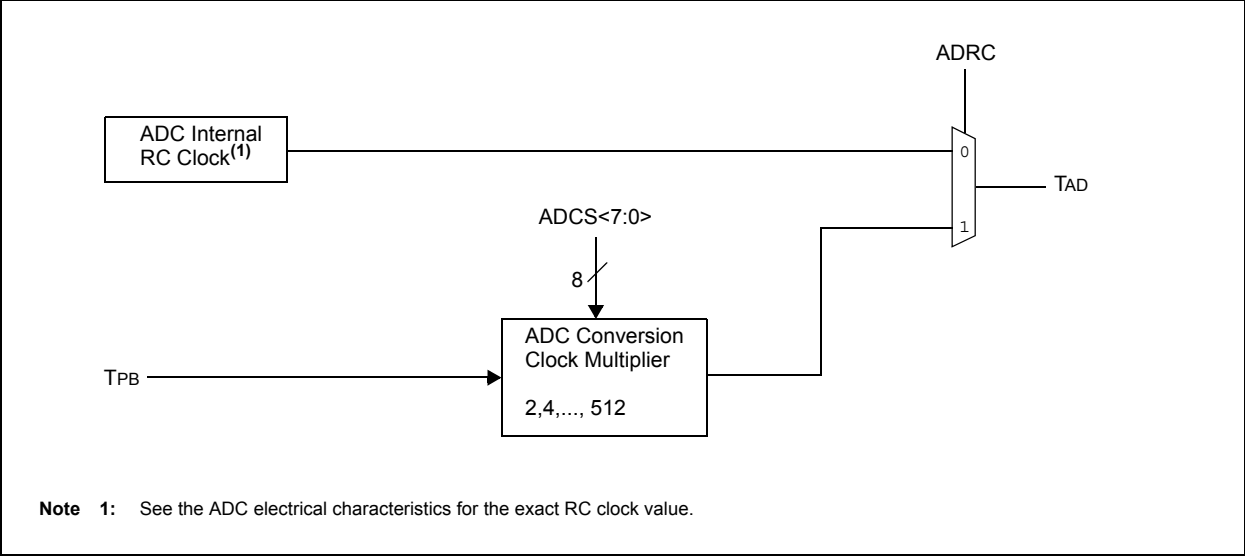 ADRC
ADC Internal
RC Clock(1)
0
TAD
ADCS<7:0>
1
8
ADC Conversion
Clock Multiplier
TPB
2,4,..., 512
Note 1: See the ADC electrical characteristics for the exact RC clock value.